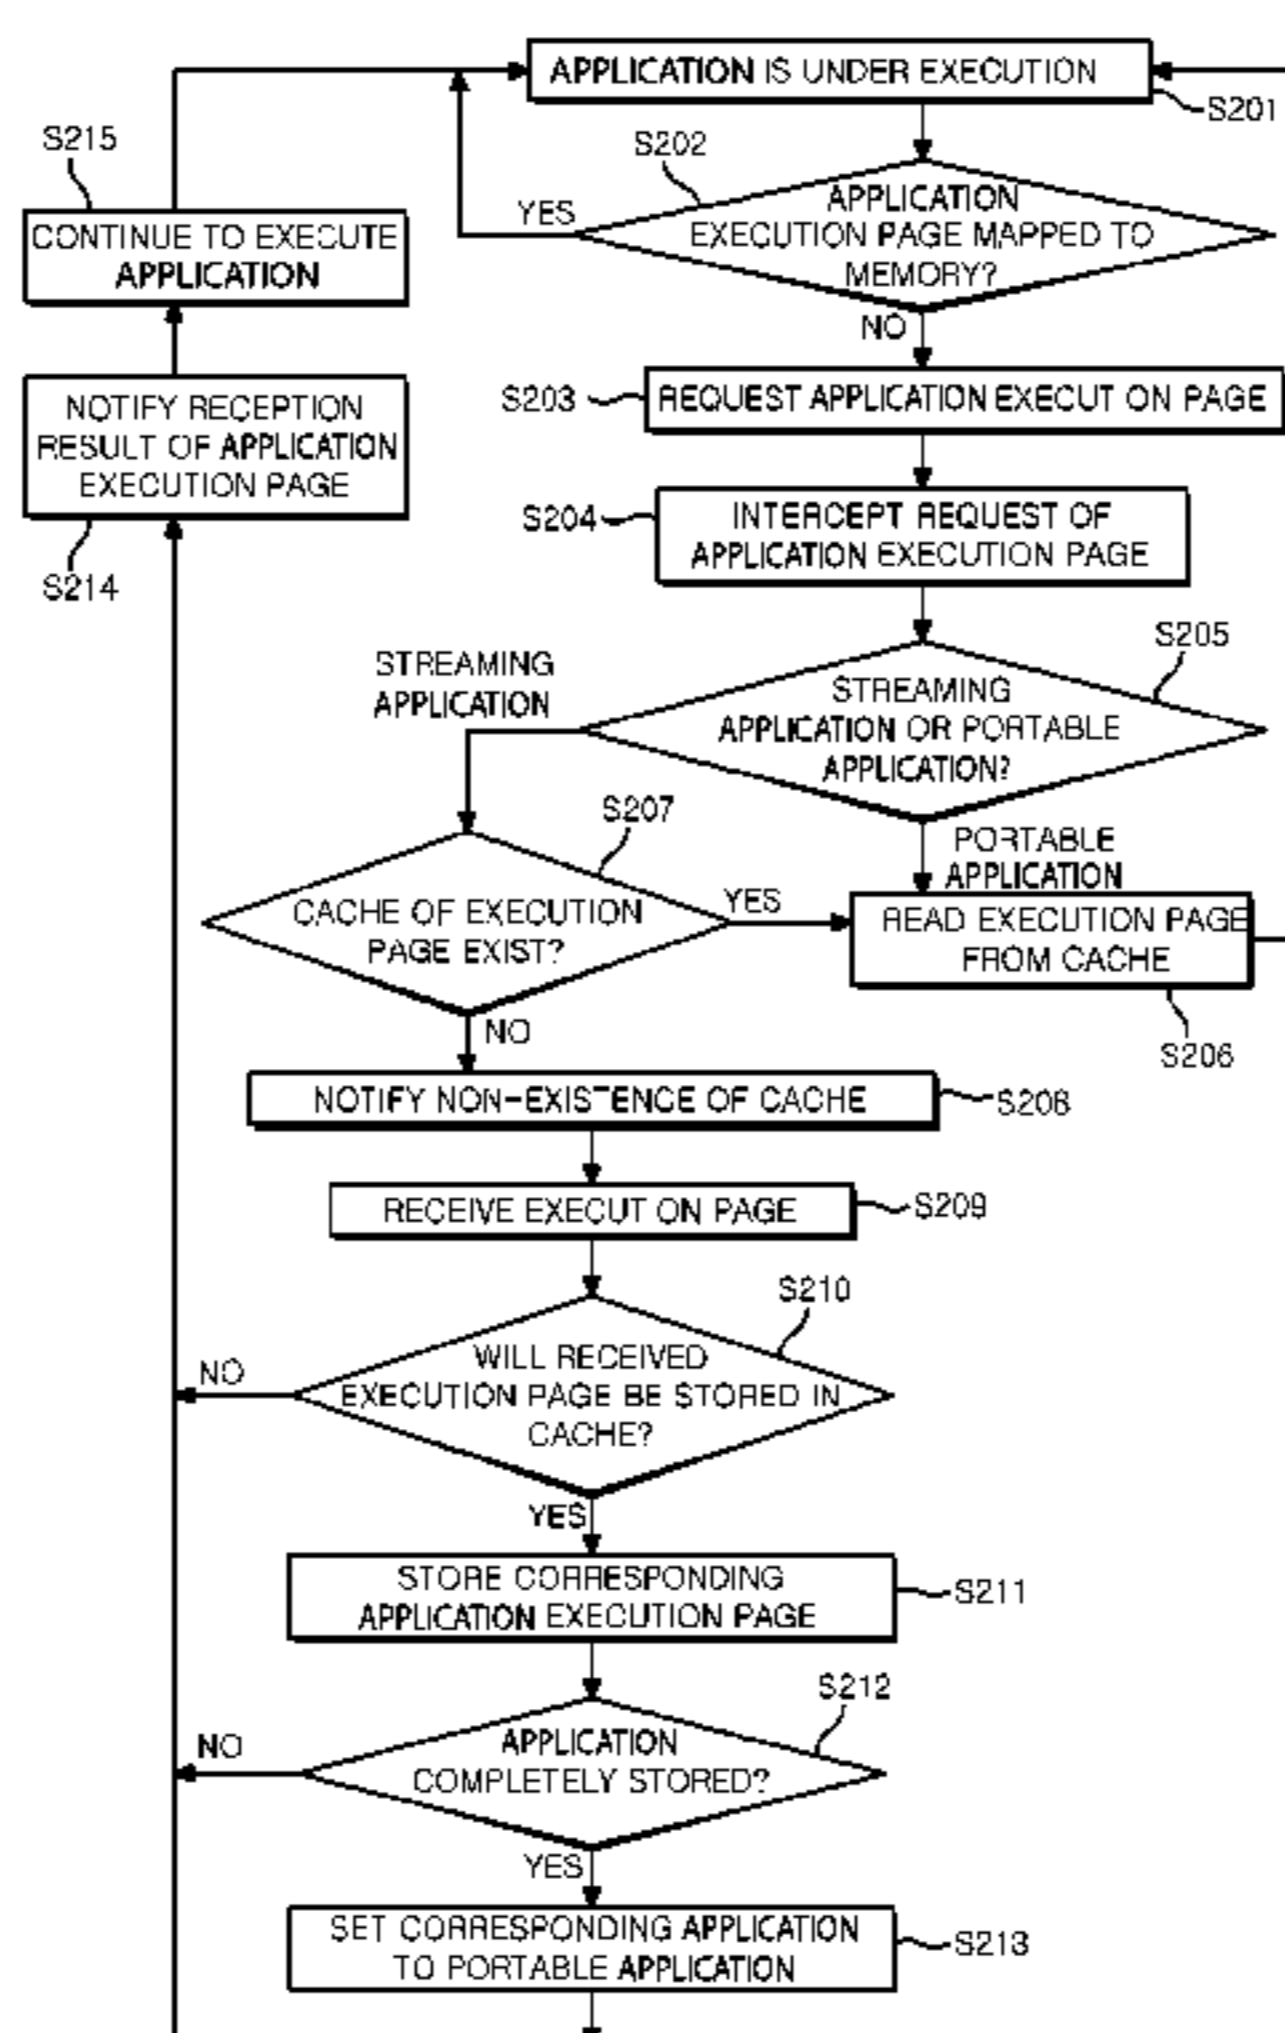 APPLICATION IS UNDER EXECUTION
S201
S215
S202
YES
APPLICATION
EXECUTION PAGE MAPPED TO
MEMORY?
CONTINUE TO EXECUTE
APPLICATION
NO
S203
REQUEST APPLICATION EXECUT ON PAGE
NOTIFY RECEPTION
RESULT OF APPLICATION
EXECUTION PAGE
S204
INTERCEPT REQUEST OF
APPLICATION EXECUTION PAGE
S214
S205
STREAMING
APPLICATION
STREAMING
APPLICATION OR PORTABLE
APPLICATION?
S207
PORTABLE
APPLICATION
CACHE OF EXECUTION
PAGE EXIST?
YES
READ EXECUTION PAGE
FROM CACHE
NO
S206
NOTIFY NON-EXISTENCE OF CACHE
S208
RECEIVE EXECUT ON PAGE
S209
S210
WILL RECEIVED
EXECUTION PAGE BE STORED IN
CACHE?
NO
YES
STORE CORRESPONDING
APPLICATION EXECUTION PAGE
S211
S212
APPLICATION
COMPLETELY STORED?
NO
YES
SET CORRESPONDING APPLICATION
TO PORTABLE APPLICATION
S213